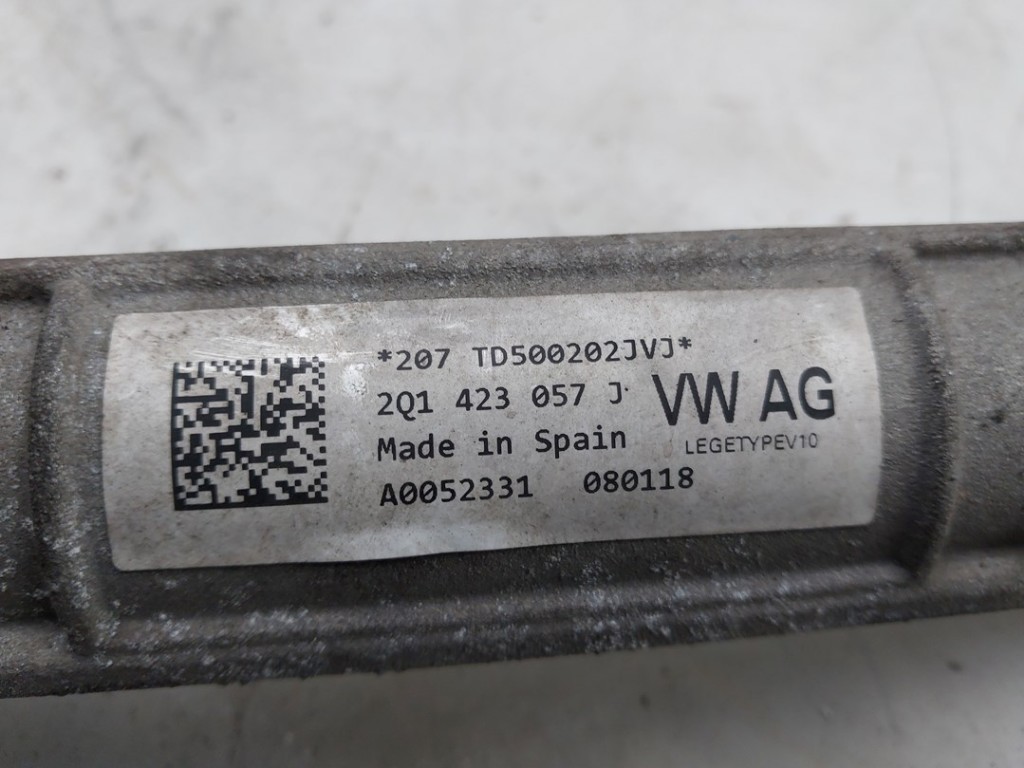 *207 TD500202JVJ*
2Q1 423 057 J
VW AG
Made in Spain
LEGETYPEV10
A0052331 080118